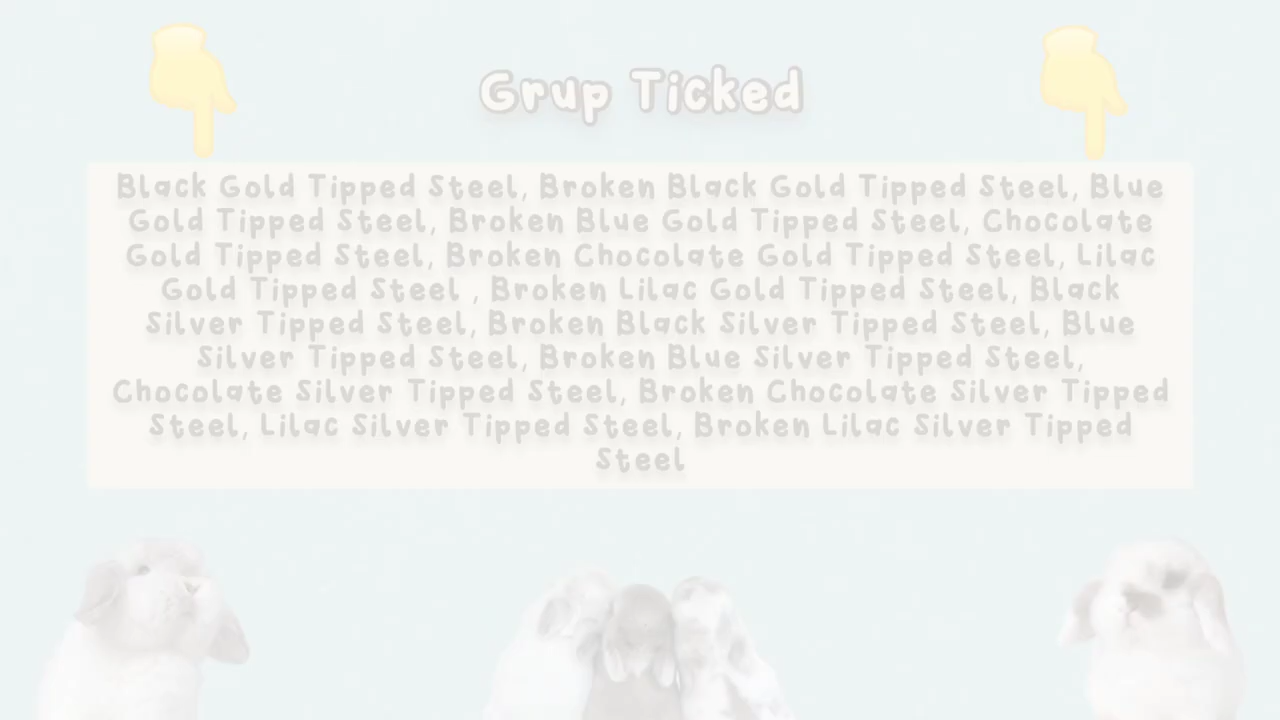 Grup Ticked
Black Gold Tipped Steel, Broken Black Gold Tipped Steel, Blue
Gold Tipped Steel, Broken Blue Gold Tipped Steel, Chocolate
Gold Tipped Steel, Broken Chocolate Gold Tipped Steel, Lilac
Gold Tipped Steel , Broken Lilac Gold Tipped Steel, Black
Silver Tipped Steel, Broken Black Silver Tipped Steel, Blue
Silver Tipped Steel, Broken Blue Silver Tipped Steel,
Chocolate Silver Tipped Steel, Broken Chocolate Silver Tipped
Steel, Lilac Silver Tipped Steel, Broken Lilac Silver Tipped
Steel